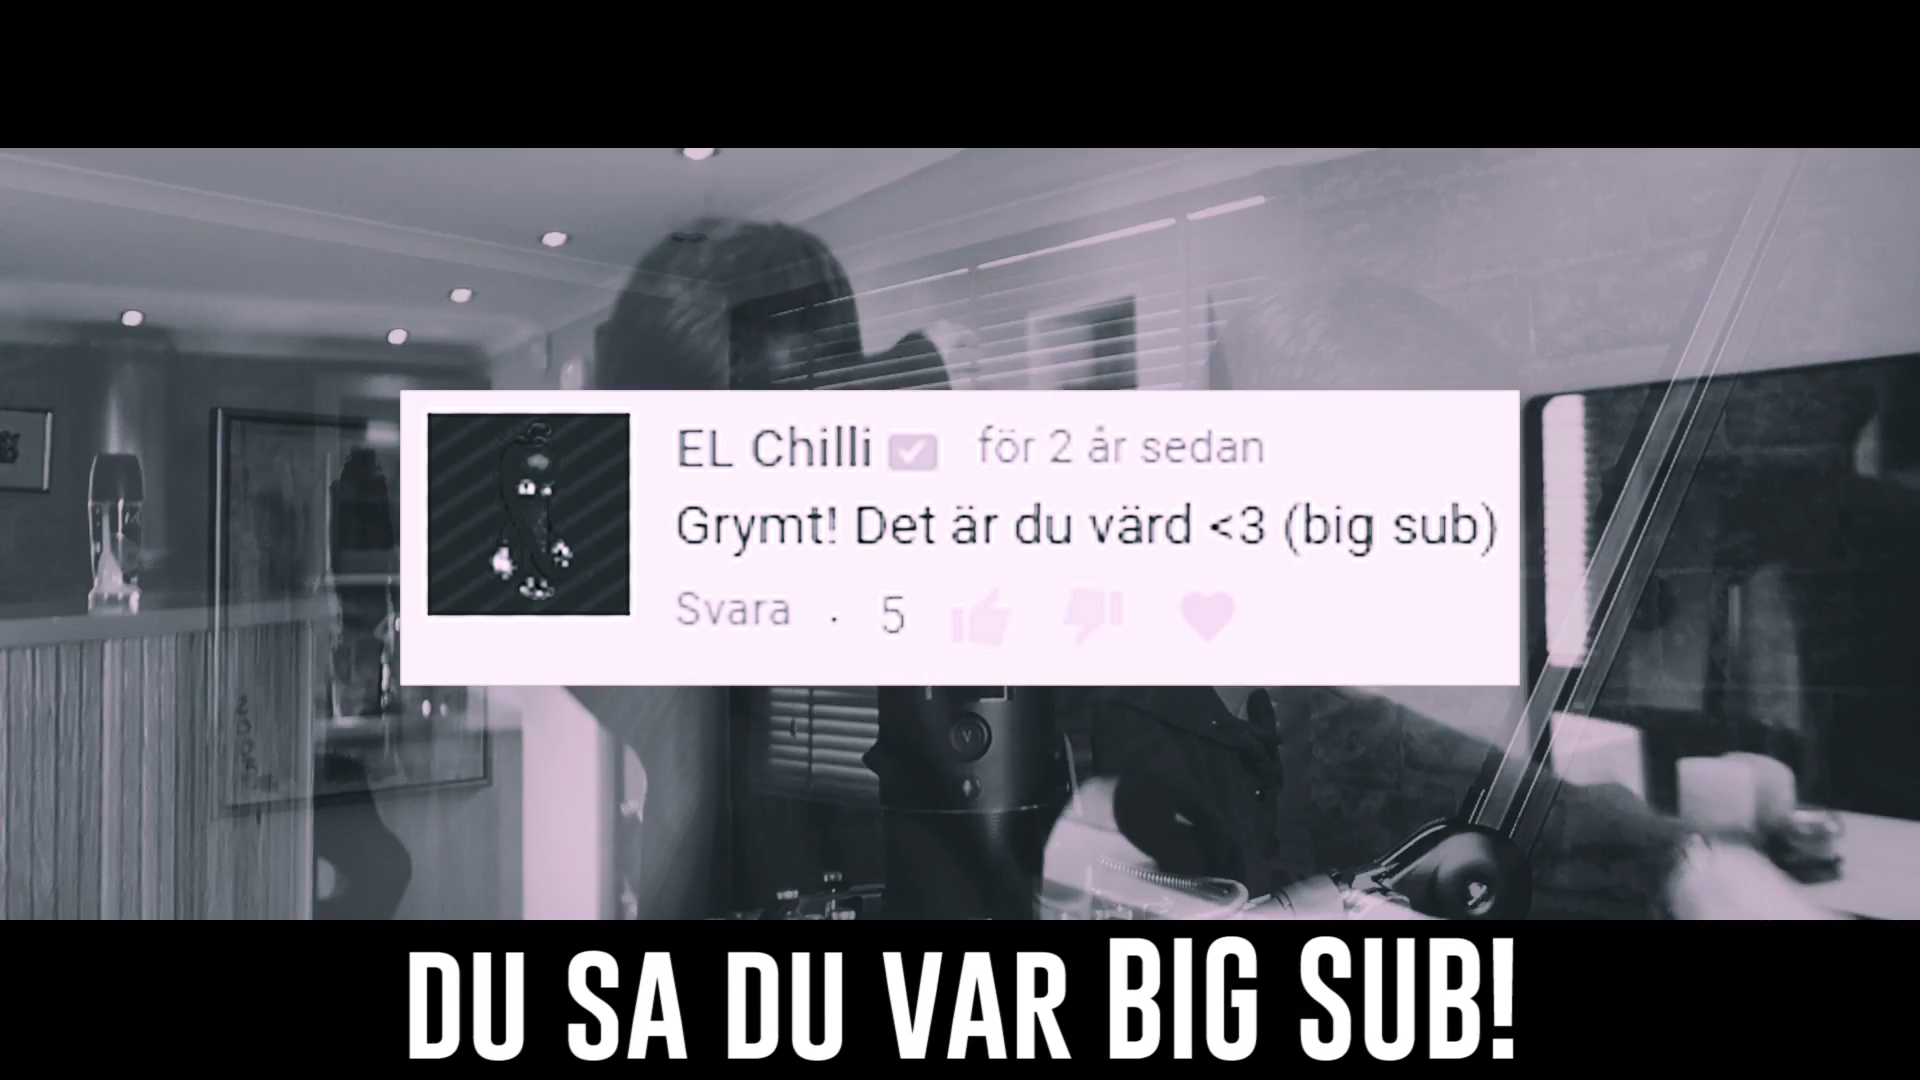 EL Chilli för 2 år sedan
Grymt! Det är du värd <3 (big sub)
Svara · 5
V
DU SA DU VAR BIG SUB!